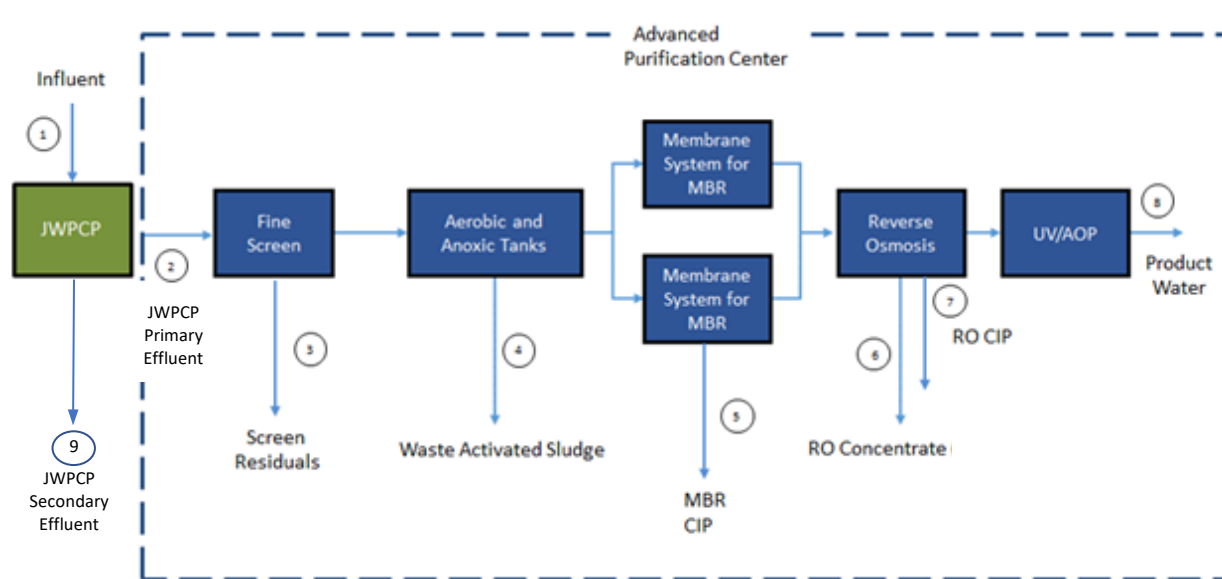 Advanced
Purification Center
Influent
1
JWPCP
2
JWPCP
Primary
Effluent
9
JWPCP
Secondary
Effluent
Fine
Screen
3
Screen
Residuals
Aerobic and
Anoxic Tanks
4
Waste Activated Sludge
Membrane
System for
MBR
Membrane
System for
MBR
5
MBR
CIP
Reverse
Osmosis
6
RO Concentrate
7
RO CIP
UV/AOP
8
Product
Water